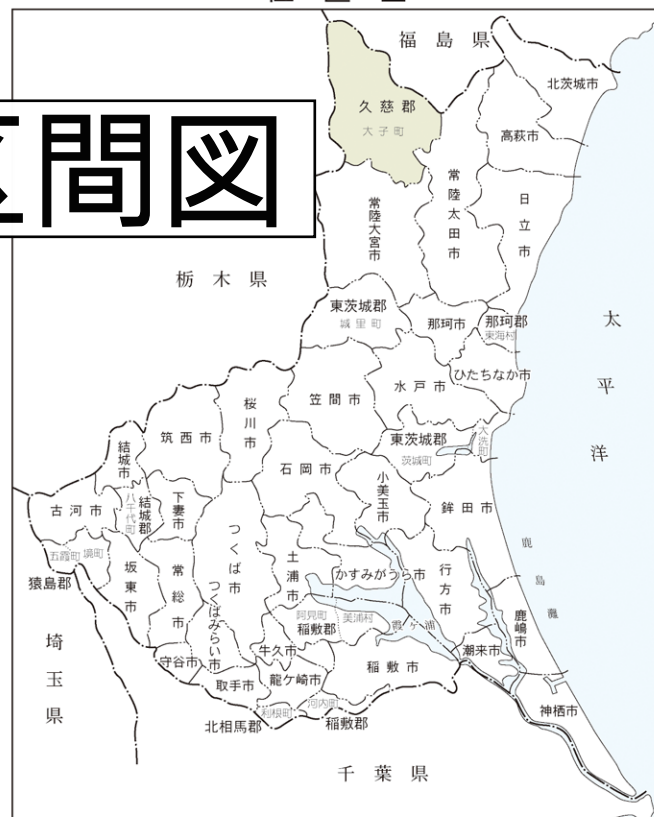 福島県
北茨城市
久慈郡
大子町
高萩市
間図
常陸太田市
日立市
常陸大宮市
栃木県
東茨城郡
城里町
那珂市
那珂郡
東海村
太平洋
ひたちなか市
水戸市
笠間市
桜川市
筑西市
東茨城郡
茨城町
大洗町
結城市
石岡市
小美玉市
鉾田市
古河市
八千代町
結城郡
下妻市
つくば市
鹿島灘
五霞町
境町
猿島郡
坂東市
常総市
つくばみらい市
土浦市
かすみがうら市
行方市
鹿嶋市
阿見町
稲敷郡
美浦村
霞ヶ浦
埼玉県
守谷市
牛久市
潮来市
取手市
龍ケ崎市
稲敷市
利根町
河内町
北相馬郡
稲敷郡
神栖市
千葉県